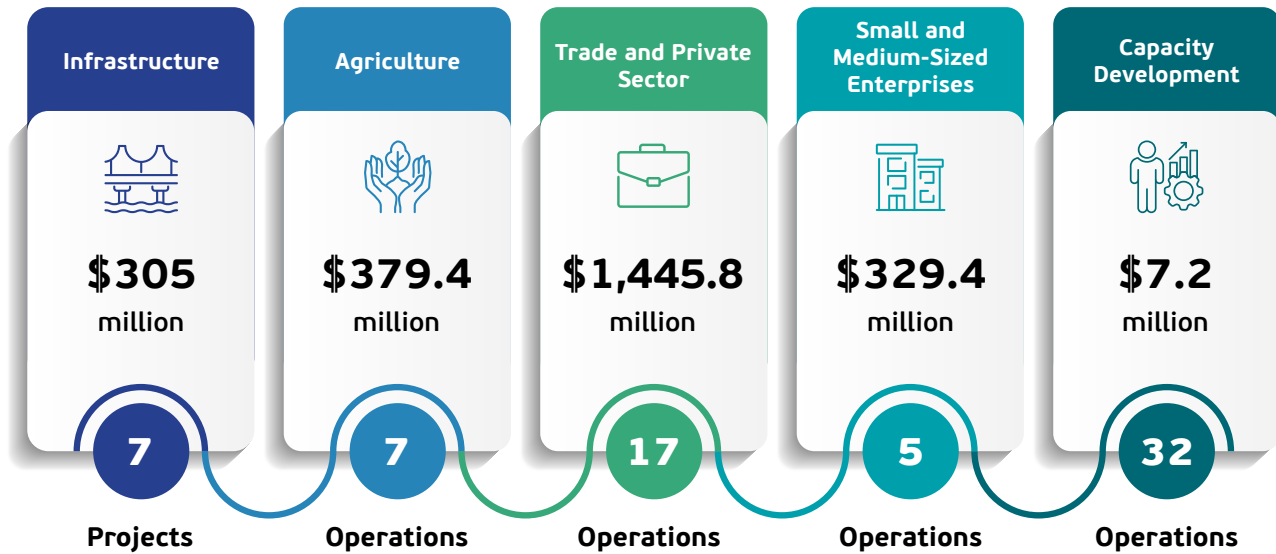 Infrastructure
$305
million
7
Projects
Agriculture
$379.4
million
7
Operations
Trade and Private
Sector
$1,445.8
million
17
Operations
Small and
Medium-Sized
Enterprises
$329.4
million
5
Operations
Capacity
Development
$7.2
million
32
Operations